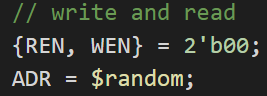 // write and read
{REN, WEN} = 2'b00;
ADR = $random;